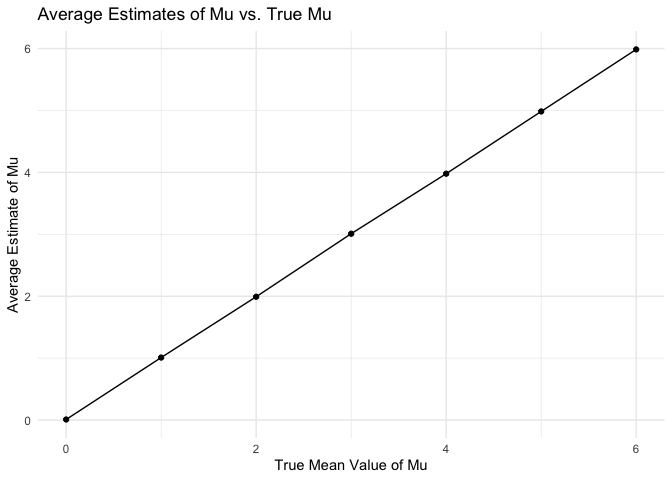 Average Estimates of Mu vs. True Mu
Average Estimate of Mu
6
4
2
0
0
2
4
6
True Mean Value of Mu